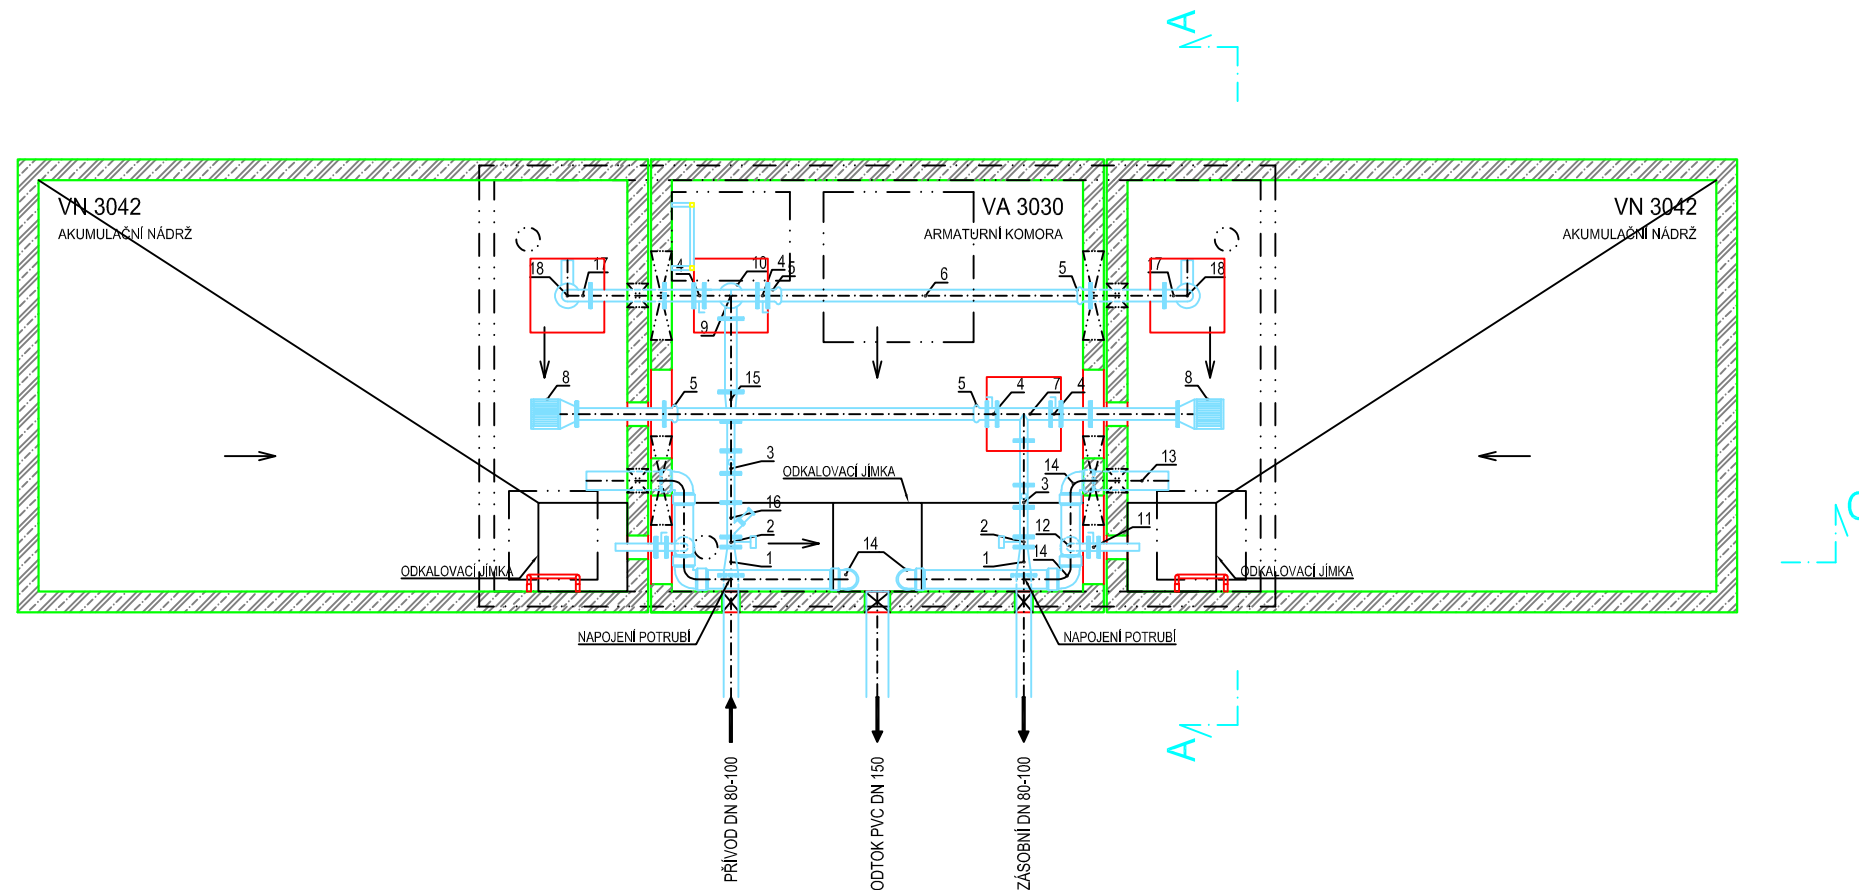 A
VN 3042
AKUMULAČNÍ NÁDRŽ
VA 3030
ARMATURNÍ KOMORA
VN 3042
AKUMULAČNÍ NÁDRŽ
18
17
4
10
4
5
6
5
17
18
9
8
5
15
5
4
7
4
8
3
ODKALOVACÍ JÍMKA
14
13
3
16
2
2
12
11
C
1
14
1
14
ODKALOVACÍ JÍMKA
ODKALOVACÍ JÍMKA
NAPOJENÍ POTRUBÍ
NAPOJENÍ POTRUBÍ
A
PŘÍVOD DN 80-100
ODTOK PVC DN 150
ZÁSOBNÍ DN 80-100